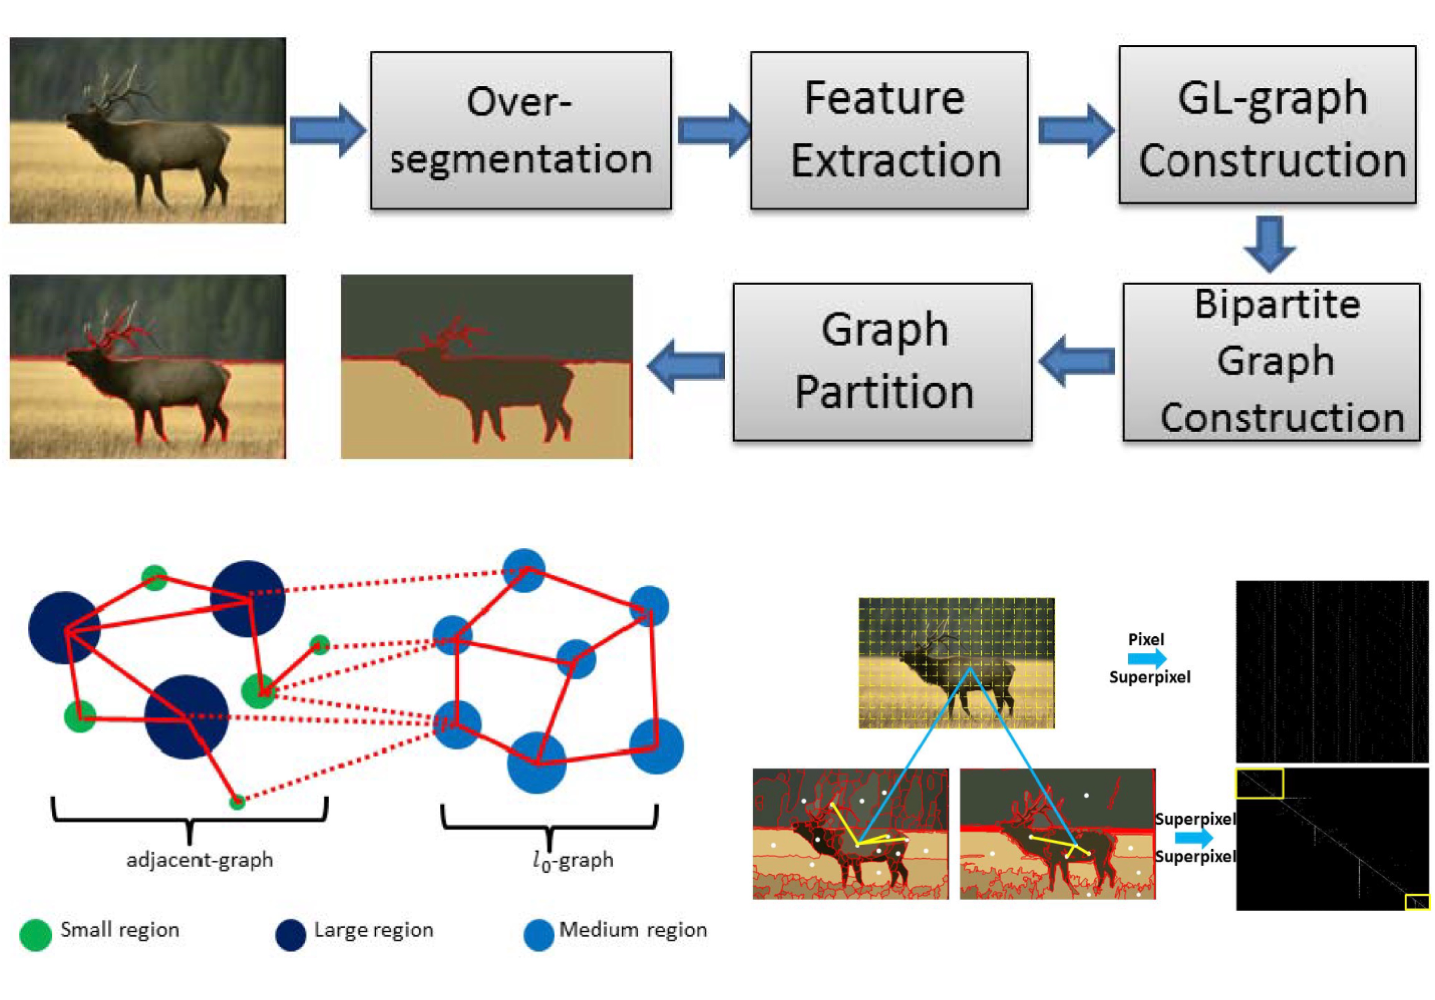 Over-
segmentation
Feature
Extraction
GL-graph
Construction
Bipartite
Graph
Construction
Graph
Partition
adjacent-graph
l₀-graph
Small region
Large region
Medium region
Pixel
Superpixel
Superpixel
Superpixel